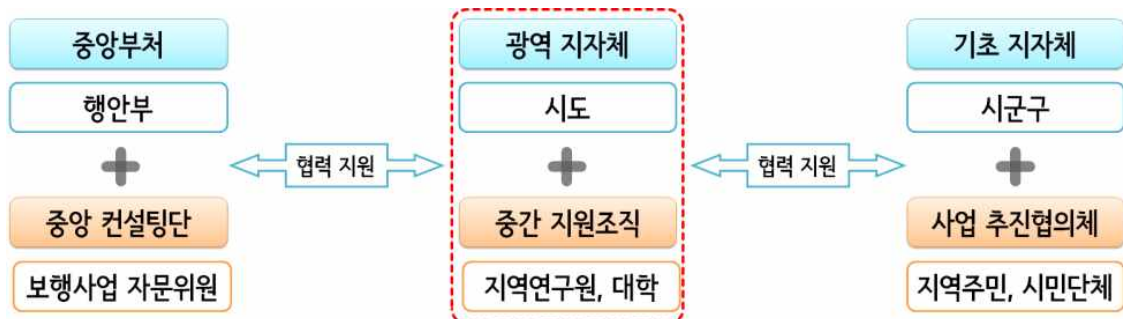 중앙부처
행안부
중앙 컨설팅단
보행사업 자문위원
협력 지원
광역 지자체
시도
중간 지원조직
지역연구원, 대학
협력 지원
기초 지자체
시군구
사업 추진협의체
지역주민, 시민단체